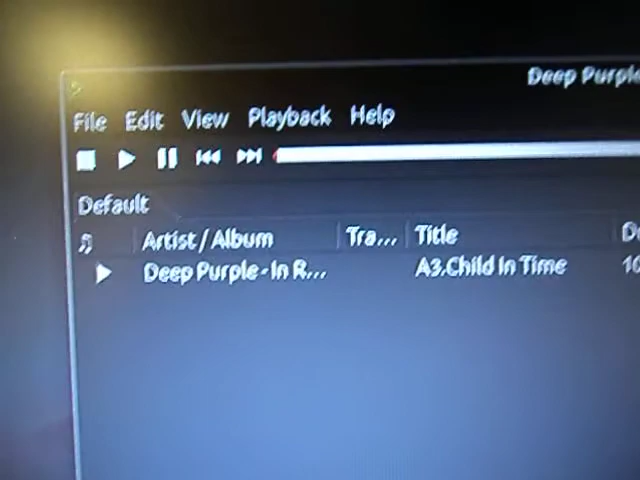 Deep Purple
File Edit View Playback Help
Default
Artist / Album Tra... Title
Deep Purple - In R... A3.Child In Time 10